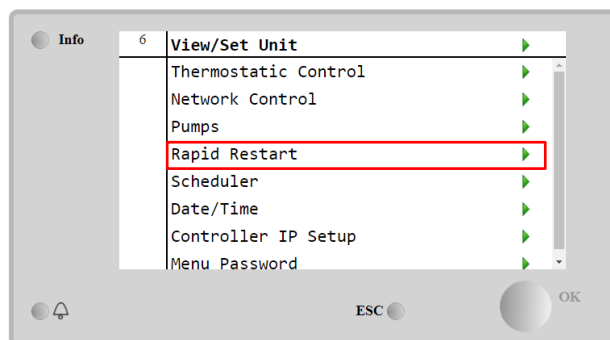 Info
6 View/Set Unit
Thermostatic Control
Network Control
Pumps
Rapid Restart
Scheduler
Date/Time
Controller IP Setup
Menu Password
ESC
OK